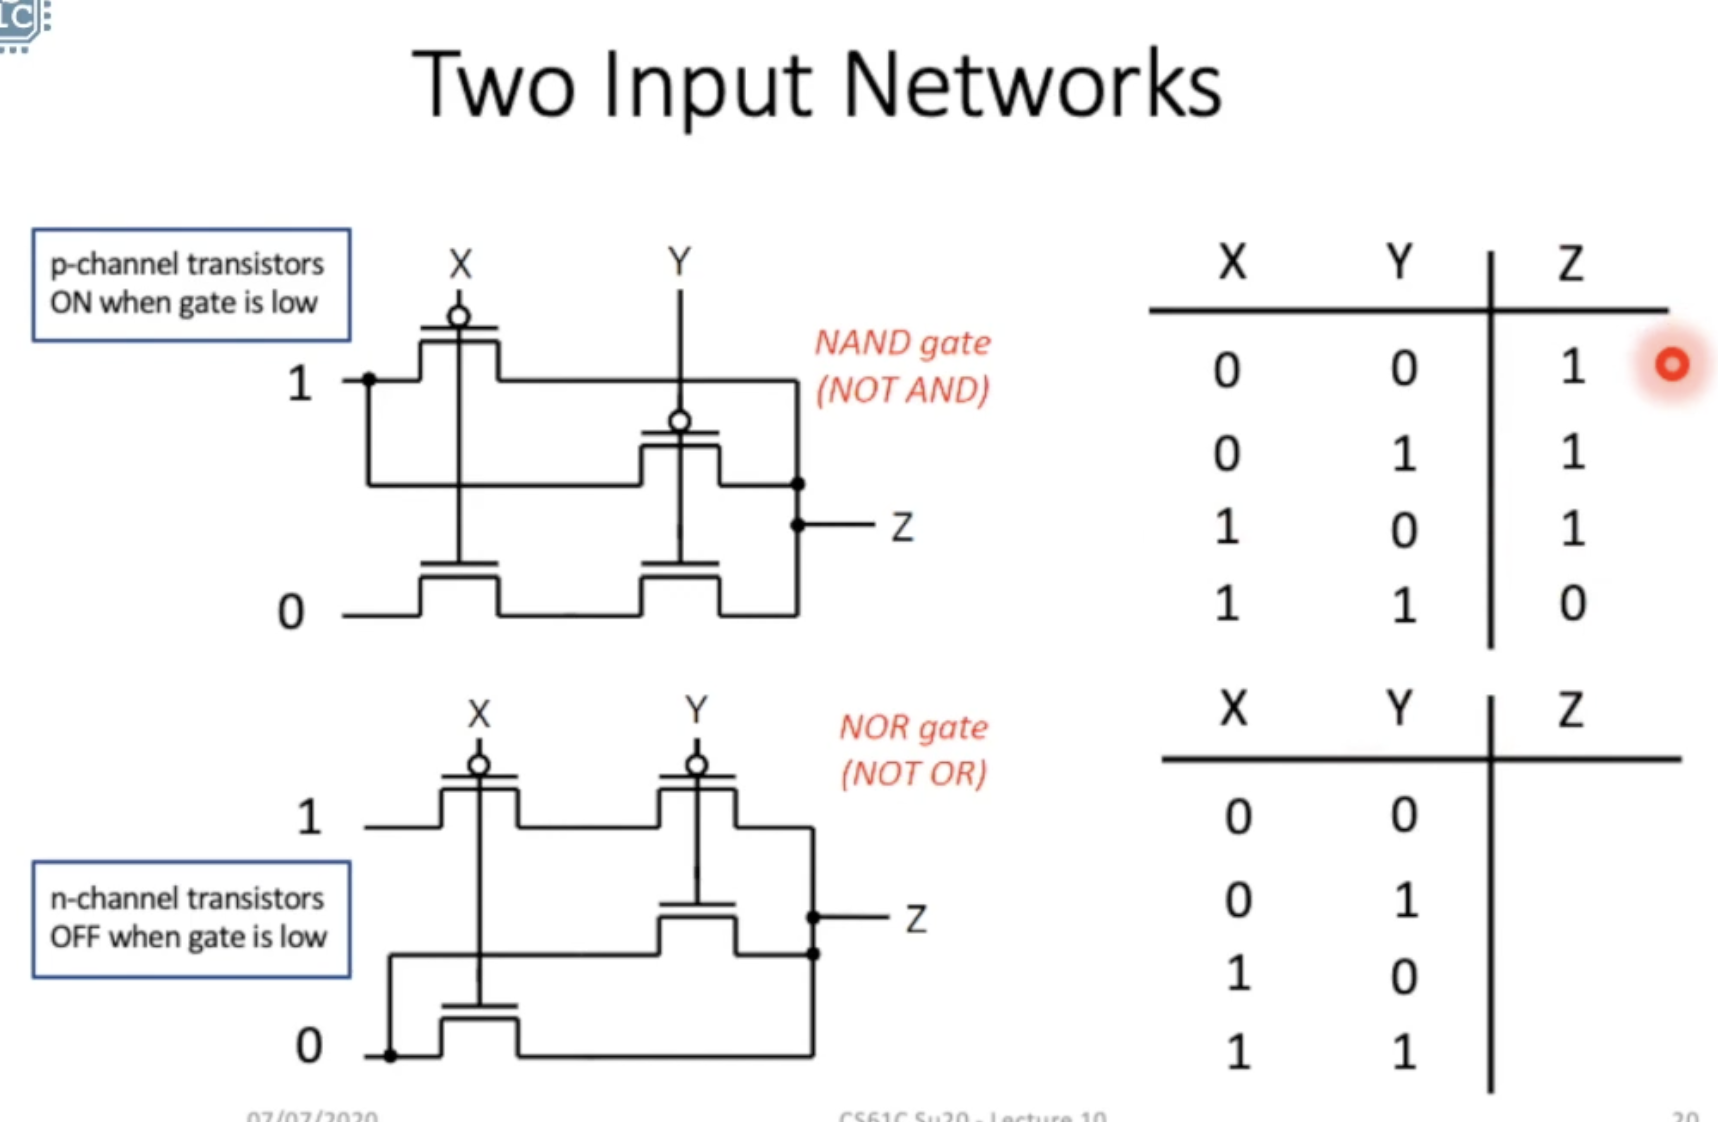 1C
Two Input Networks
p-channel transistors
ON when gate is low
X Y
NAND gate
(NOT AND)
1
Z
0
X Y Z
0 0 1
0 1 1
1 0 1
1 1 0
X Y
NOR gate
(NOT OR)
1
n-channel transistors
OFF when gate is low
Z
0
X Y Z
0 0
0 1
1 0
1 1
07/07/2020
CS61C Su20 - Lecture 10
20